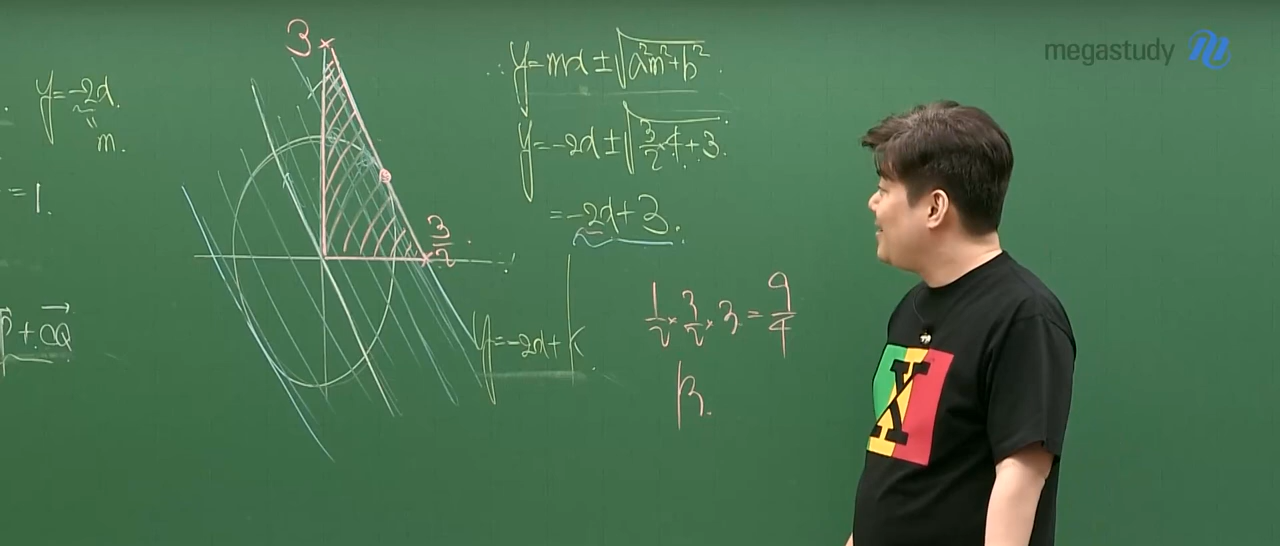 megastudy
y=-2x.
"
m.
=1.
P+OQ
3
3/2
y=-2x+k
∴ y=mx±√(a²m²+b²)
y=-2x±√(3/2×4+3).
=-2x+3.
1/2×3/2×3=9/4
X